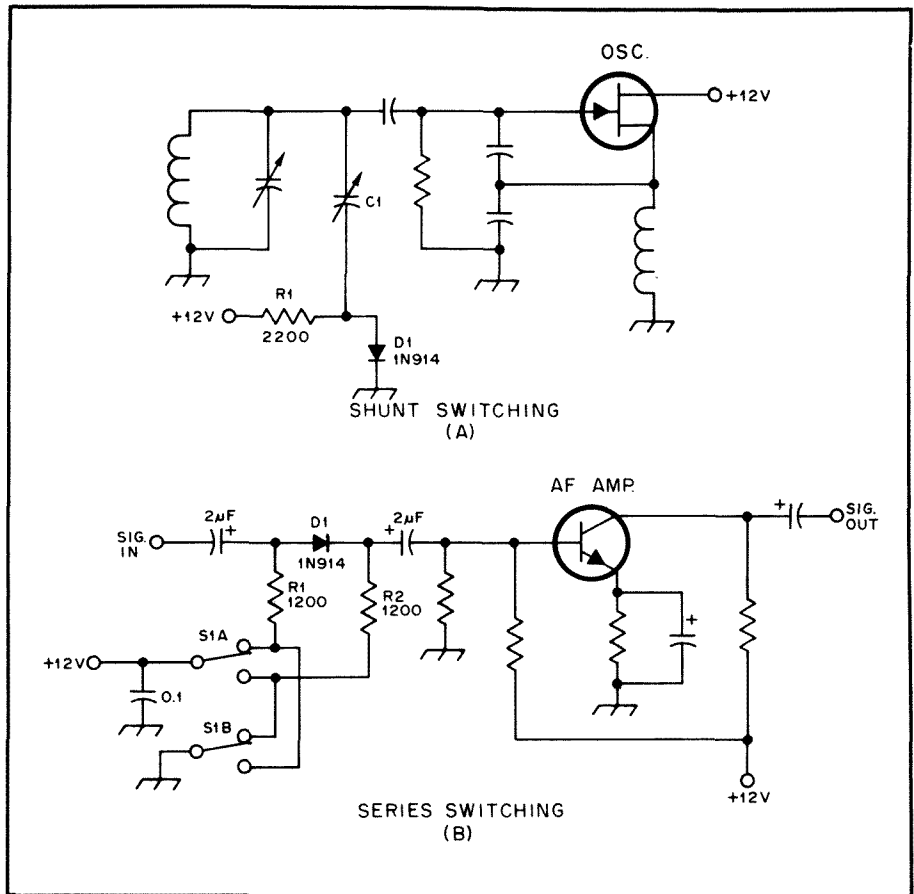 OSC.
+12V
C1
R1
+12V
2200
D1
1N914
SHUNT SWITCHING
(A)
AF AMP.
2µF
+
D1
+
2µF
+
SIG. IN
1N914
SIG. OUT
R1
1200
R2
1200
S1A
+
+12V
0.1
S1B
+12V
SERIES SWITCHING
(B)